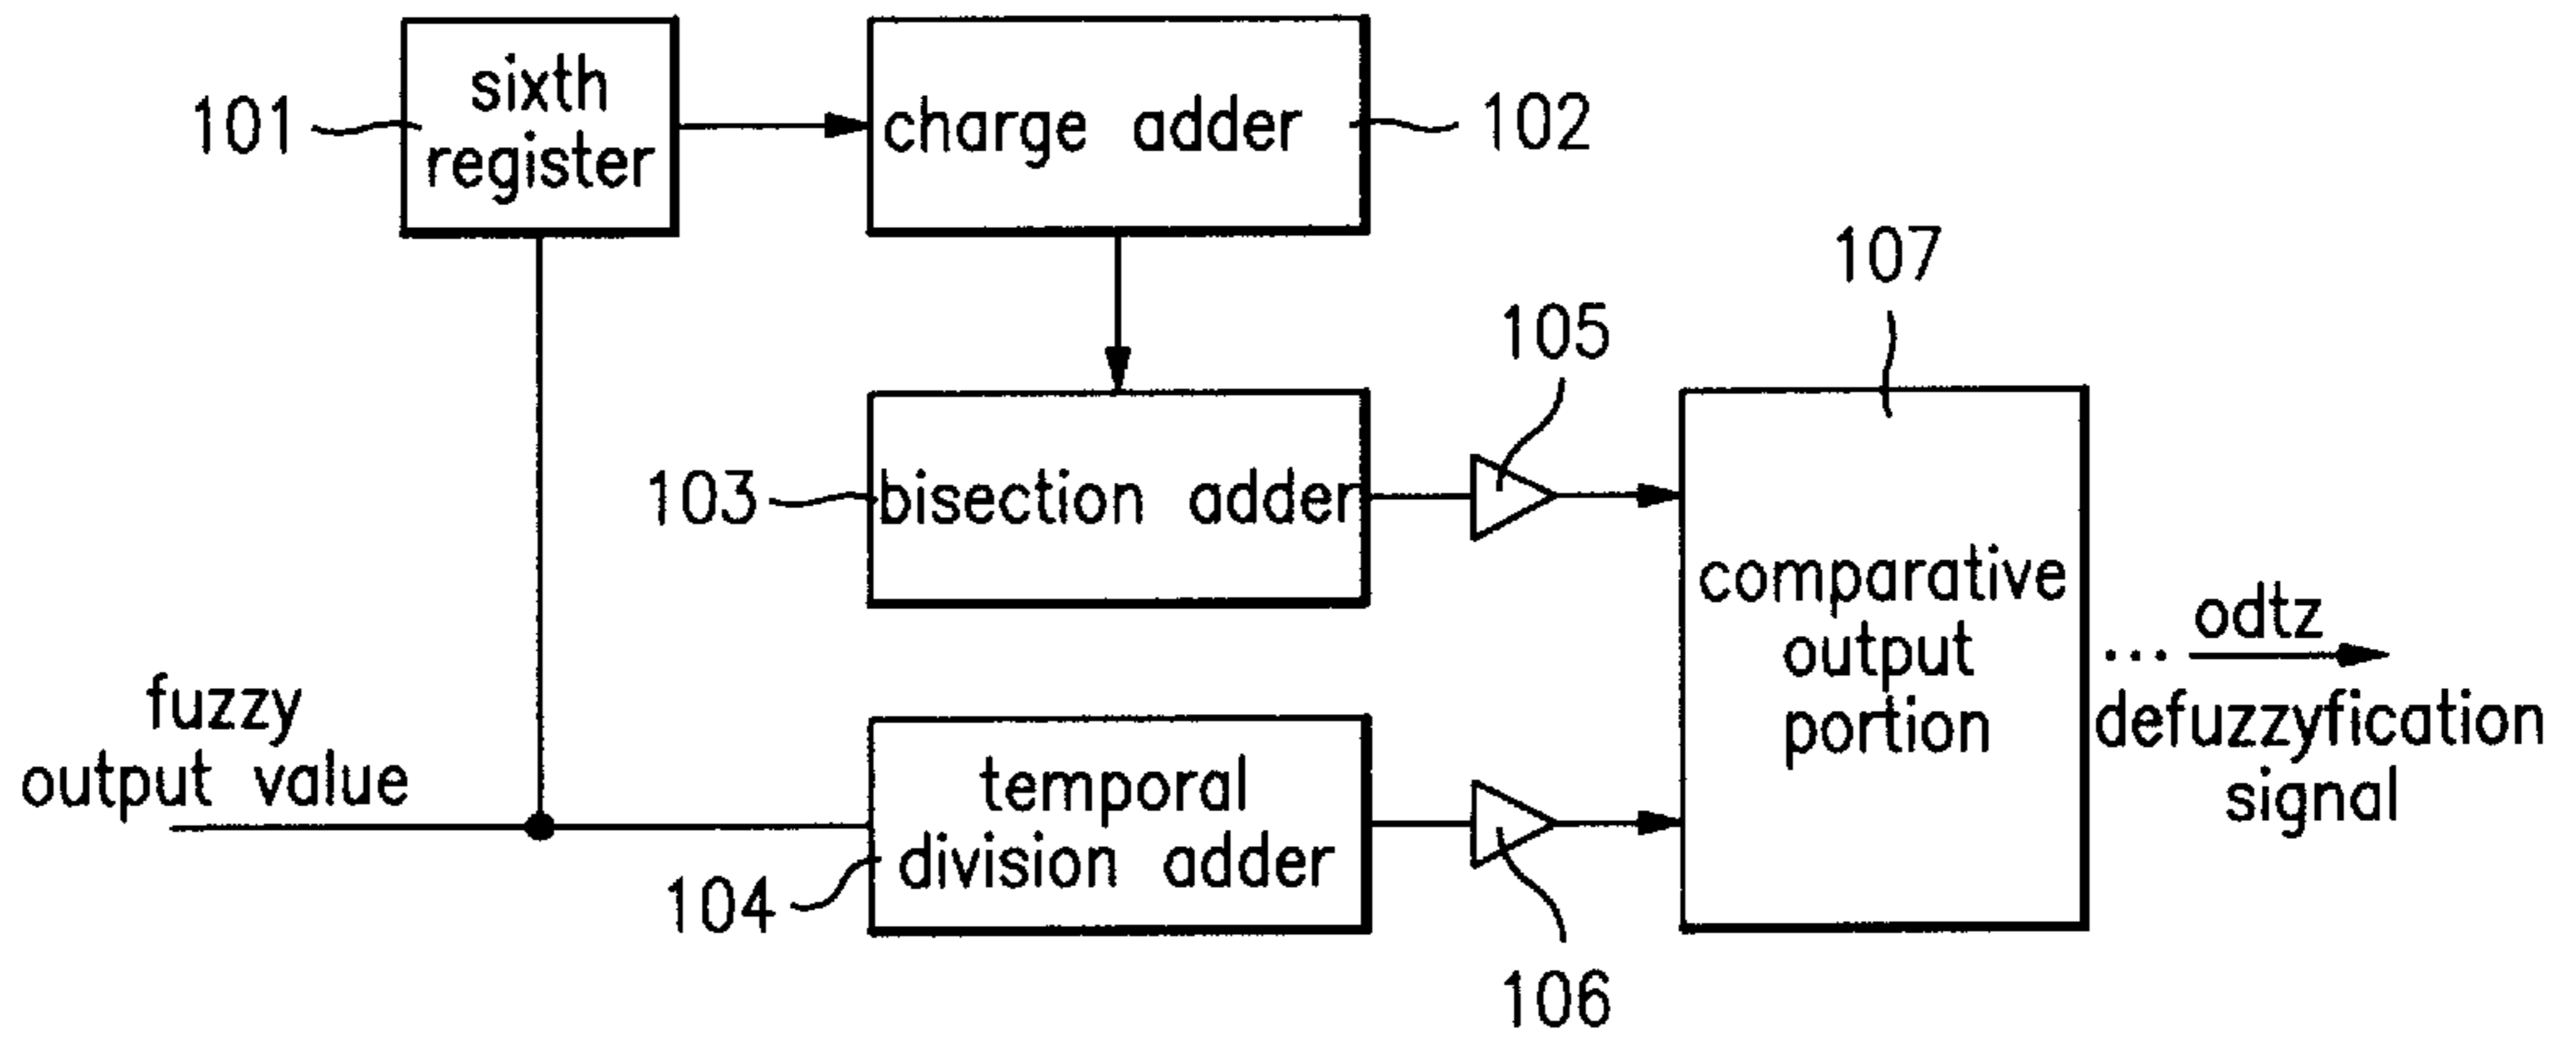 101
sixth
register
charge adder
102
103
bisection adder
105
107
comparative
output
portion
odtz
defuzzyfication
signal
fuzzy
output value
temporal
division adder
104
106